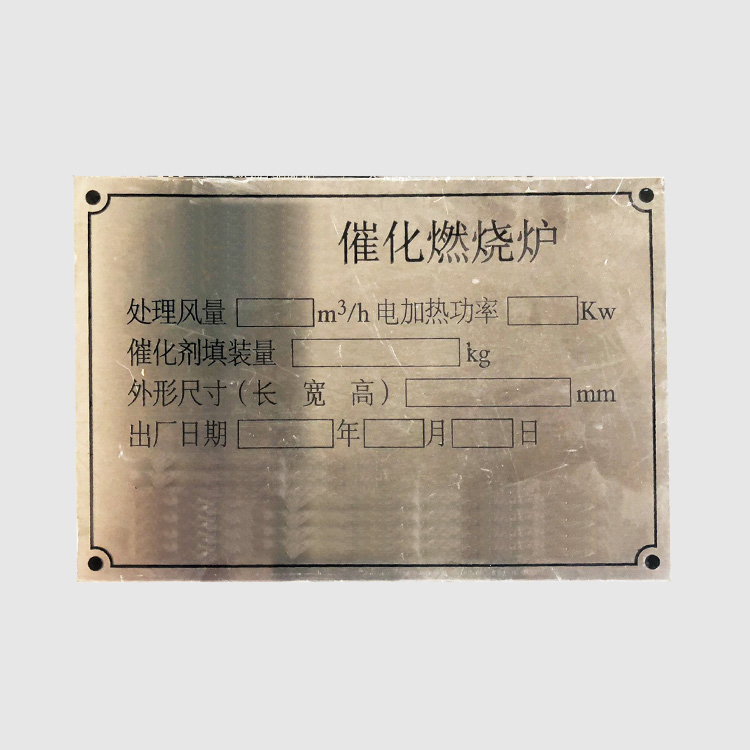 催化燃烧炉
处理风量 m³/h 电加热功率 Kw
催化剂填装量 kg
外形尺寸(长 宽 高) mm
出厂日期 年 月 日